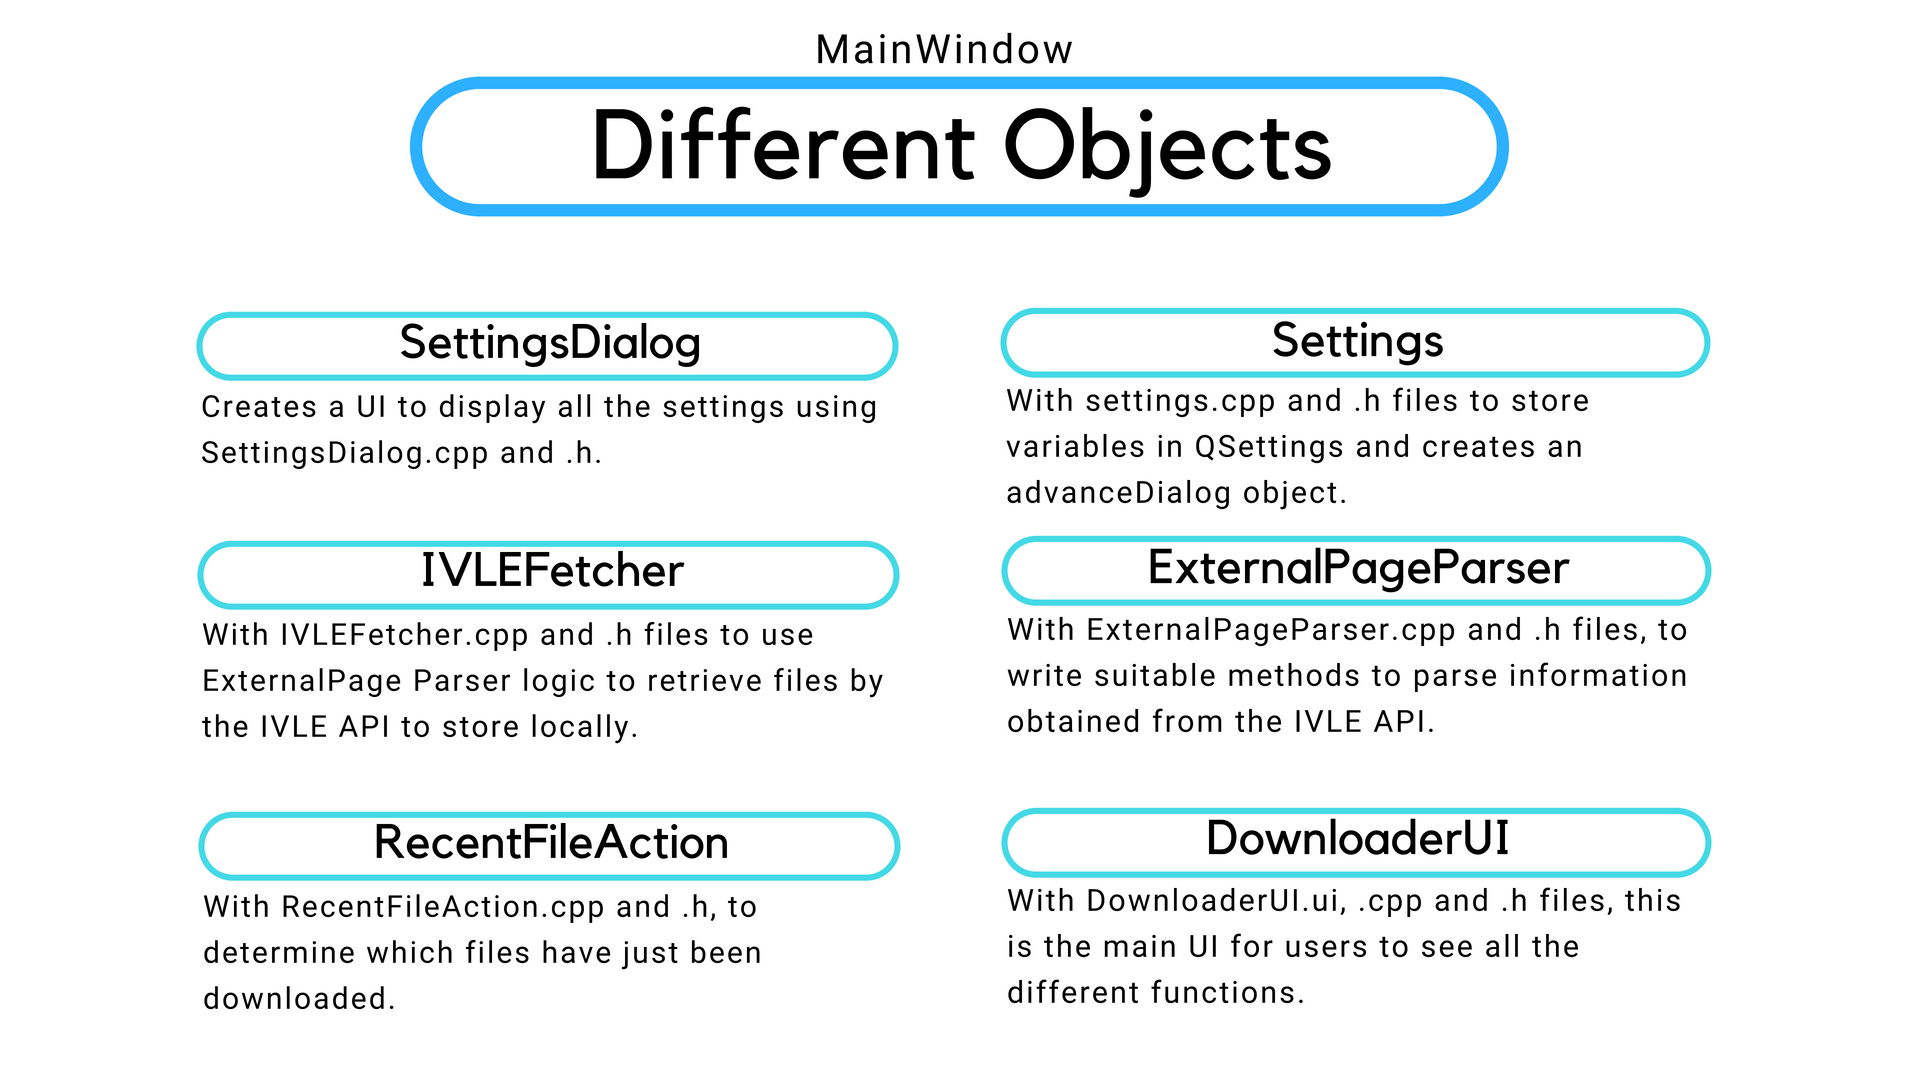 MainWindow
Different Objects
SettingsDialog
Creates a UI to display all the settings using
SettingsDialog.cpp and .h.
Settings
With settings.cpp and .h files to store
variables in QSettings and creates an
advanceDialog object.
IVLEFetcher
With IVLEFetcher.cpp and .h files to use
ExternalPage Parser logic to retrieve files by
the IVLE API to store locally.
ExternalPageParser
With ExternalPageParser.cpp and .h files, to
write suitable methods to parse information
obtained from the IVLE API.
RecentFileAction
With RecentFileAction.cpp and .h, to
determine which files have just been
downloaded.
DownloaderUI
With DownloaderUI.ui, .cpp and .h files, this
is the main UI for users to see all the
different functions.